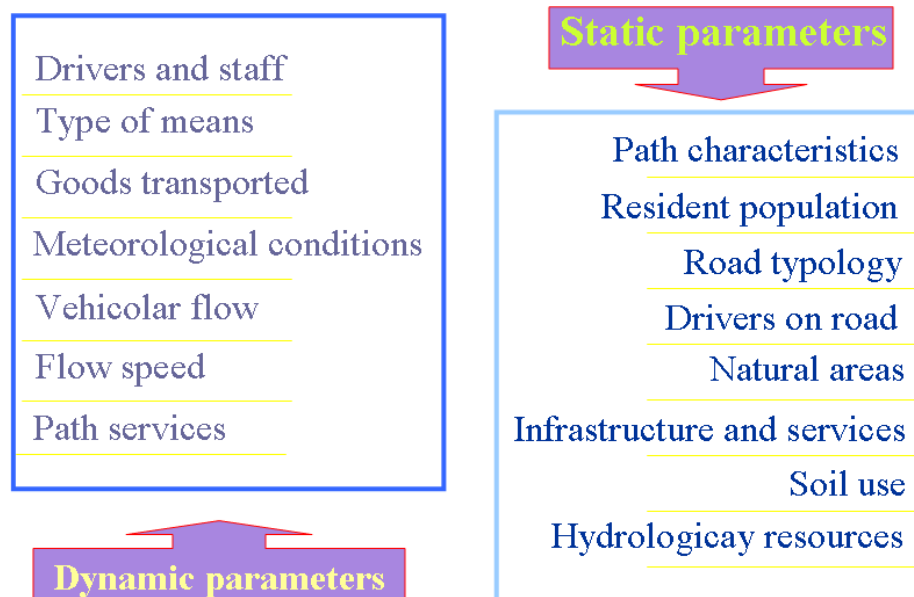 Drivers and staff
Type of means
Goods transported
Meteorological conditions
Vehicolar flow
Flow speed
Path services
Dynamic parameters
Static parameters
Path characteristics
Resident population
Road typology
Drivers on road
Natural areas
Infrastructure and services
Soil use
Hydrologicay resources